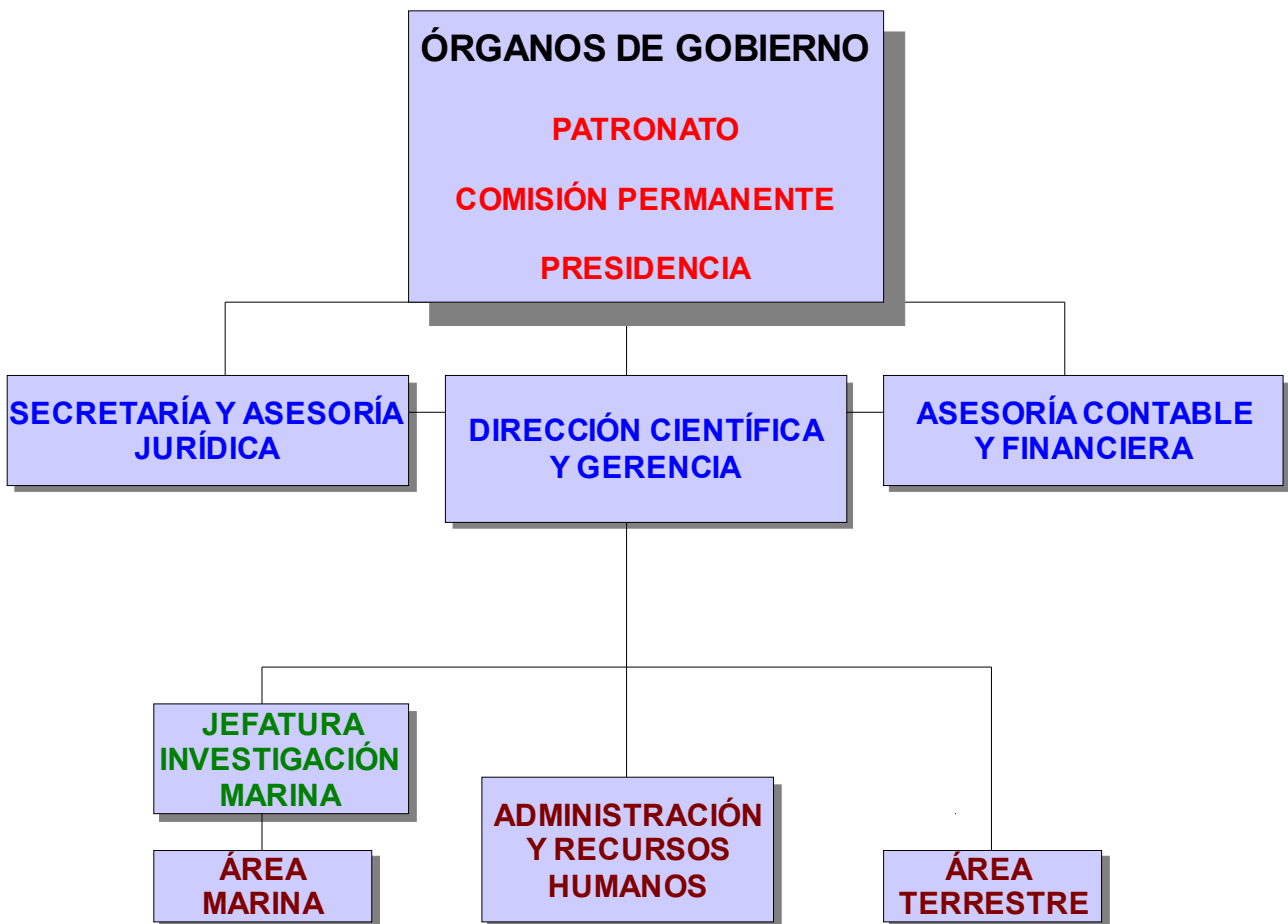 ÓRGANOS DE GOBIERNO
PATRONATO
COMISIÓN PERMANENTE
PRESIDENCIA
SECRETARÍA Y ASESORÍA
JURÍDICA
DIRECCIÓN CIENTÍFICA
Y GERENCIA
ASESORÍA CONTABLE
Y FINANCIERA
JEFATURA
INVESTIGACIÓN
MARINA
ÁREA
MARINA
ADMINISTRACIÓN
Y RECURSOS
HUMANOS
ÁREA
TERRESTRE